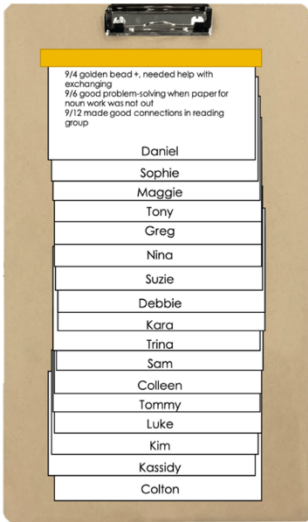 9/4 golden bead +, needed help with
exchanging
9/6 good problem-solving when paper for
noun work was not out
9/12 made good connections in reading
group
Daniel
Sophie
Maggie
Tony
Greg
Nina
Suzie
Debbie
Kara
Trina
Sam
Colleen
Tommy
Luke
Kim
Kassidy
Colton